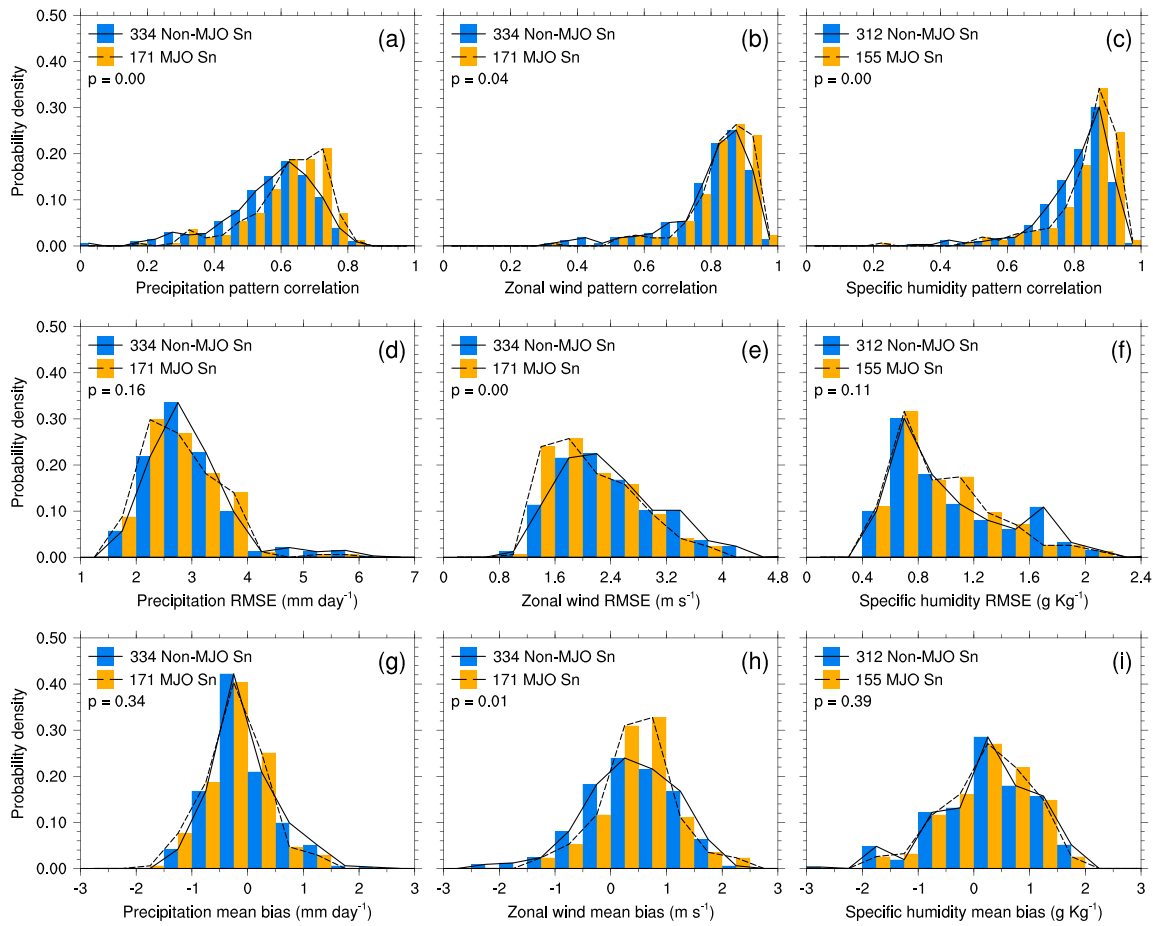 0.50
0.40
0.30
0.20
0.10
0.00
Probability density
334 Non-MJO Sn
171 MJO Sn
p = 0.00
(a)
0 0.2 0.4 0.6 0.8 1
Precipitation pattern correlation
334 Non-MJO Sn
171 MJO Sn
p = 0.04
(b)
0 0.2 0.4 0.6 0.8 1
Zonal wind pattern correlation
312 Non-MJO Sn
155 MJO Sn
p = 0.00
(c)
0 0.2 0.4 0.6 0.8 1
Specific humidity pattern correlation
0.50
0.40
0.30
0.20
0.10
0.00
Probability density
334 Non-MJO Sn
171 MJO Sn
p = 0.16
(d)
1 2 3 4 5 6 7
Precipitation RMSE (mm day⁻¹)
334 Non-MJO Sn
171 MJO Sn
p = 0.00
(e)
0 0.8 1.6 2.4 3.2 4 4.8
Zonal wind RMSE (m s⁻¹)
312 Non-MJO Sn
155 MJO Sn
p = 0.11
(f)
0 0.4 0.8 1.2 1.6 2 2.4
Specific humidity RMSE (g Kg⁻¹)
0.50
0.40
0.30
0.20
0.10
0.00
Probability density
334 Non-MJO Sn
171 MJO Sn
p = 0.34
(g)
-3 -2 -1 0 1 2 3
Precipitation mean bias (mm day⁻¹)
334 Non-MJO Sn
171 MJO Sn
p = 0.01
(h)
-3 -2 -1 0 1 2 3
Zonal wind mean bias (m s⁻¹)
312 Non-MJO Sn
155 MJO Sn
p = 0.39
(i)
-3 -2 -1 0 1 2 3
Specific humidity mean bias (g Kg⁻¹)